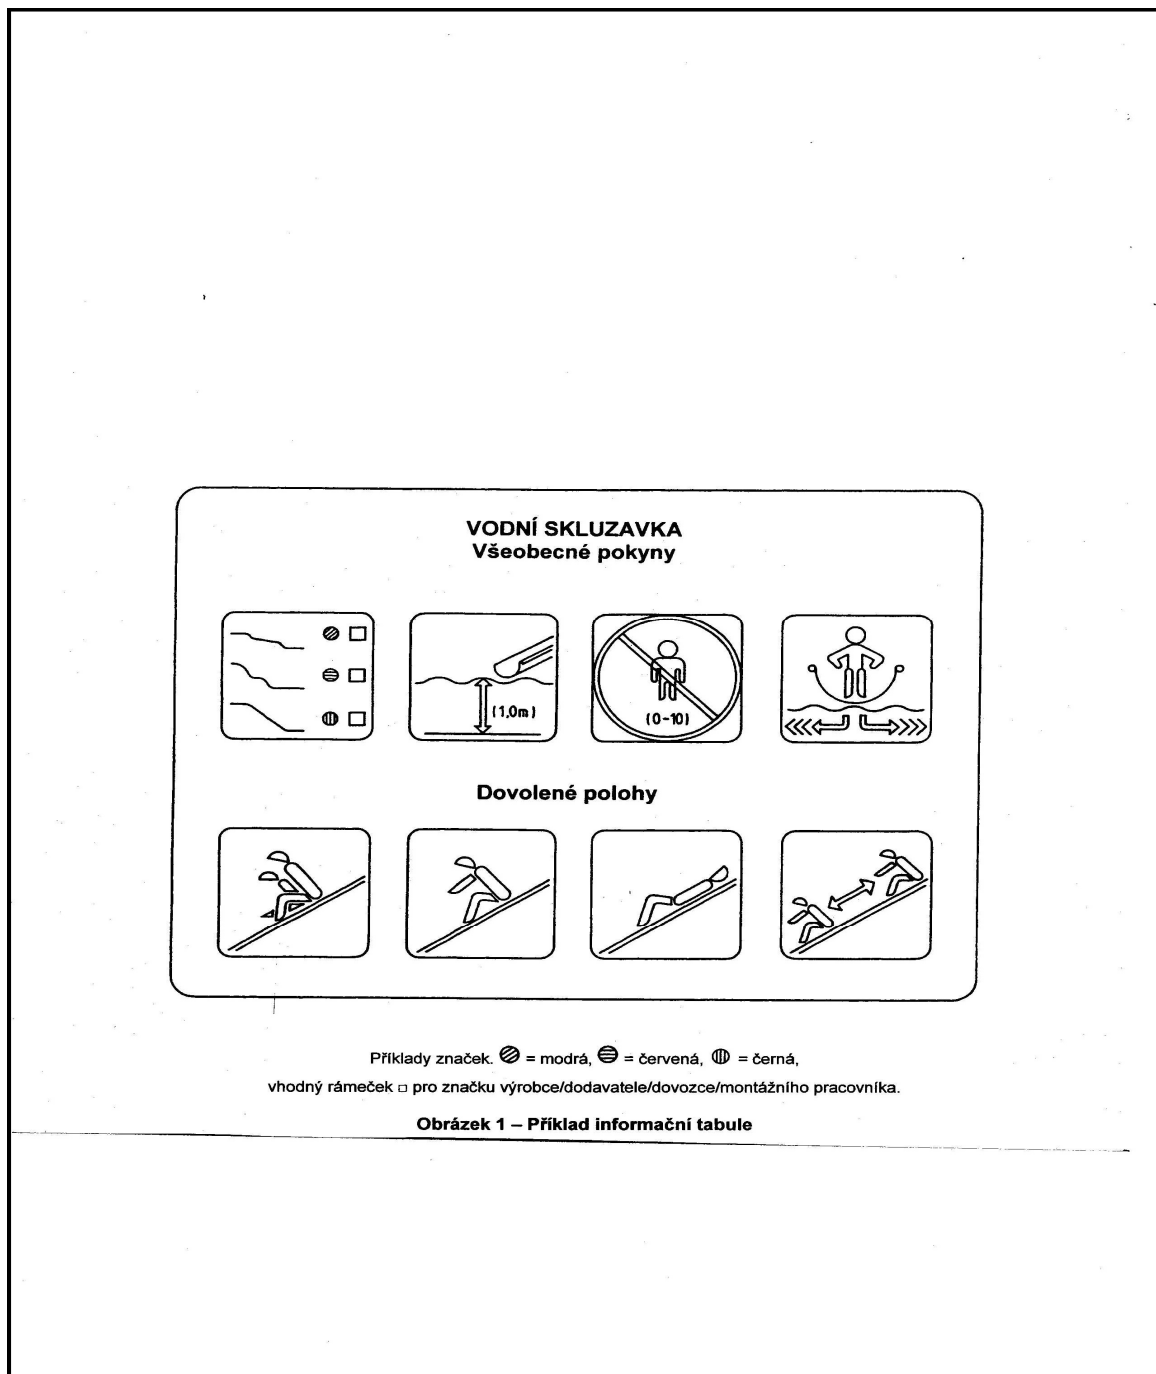 VODNÍ SKLUZAVKA
Všeobecné pokyny
(1,0m)
(0-10)
Dovolené polohy
Příklady značek. = modrá, = červená, = černá,
vhodný rámeček □ pro značku výrobce/dodavatele/dovozce/montážního pracovníka.
Obrázek 1 – Příklad informační tabule